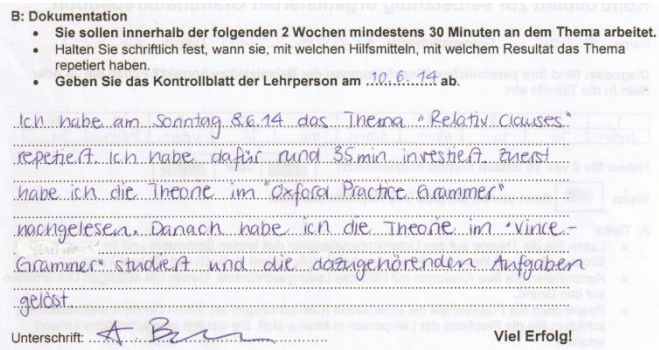 B: Dokumentation
• Sie sollen innerhalb der folgenden 2 Wochen mindestens 30 Minuten an dem Thema arbeitet.
• Halten Sie schriftlich fest, wann sie, mit welchen Hilfsmitteln, mit welchem Resultat das Thema
repetiert haben.
• Geben Sie das Kontrollblatt der Lehrperson am 10.6.14 ab.
Ich habe am Sonntag 8.6.14 das Thema "Relativ Clauses"
repetiert. Ich habe dafür rund 35min investiert. Zuerst
habe ich die Theorie im "Oxford Practice Grammer"
nachgelesen. Danach habe ich die Theorie im "Vince-
Grammer" studiert und die dazugehörenden Aufgaben
gelöst.
Unterschrift: Viel Erfolg!